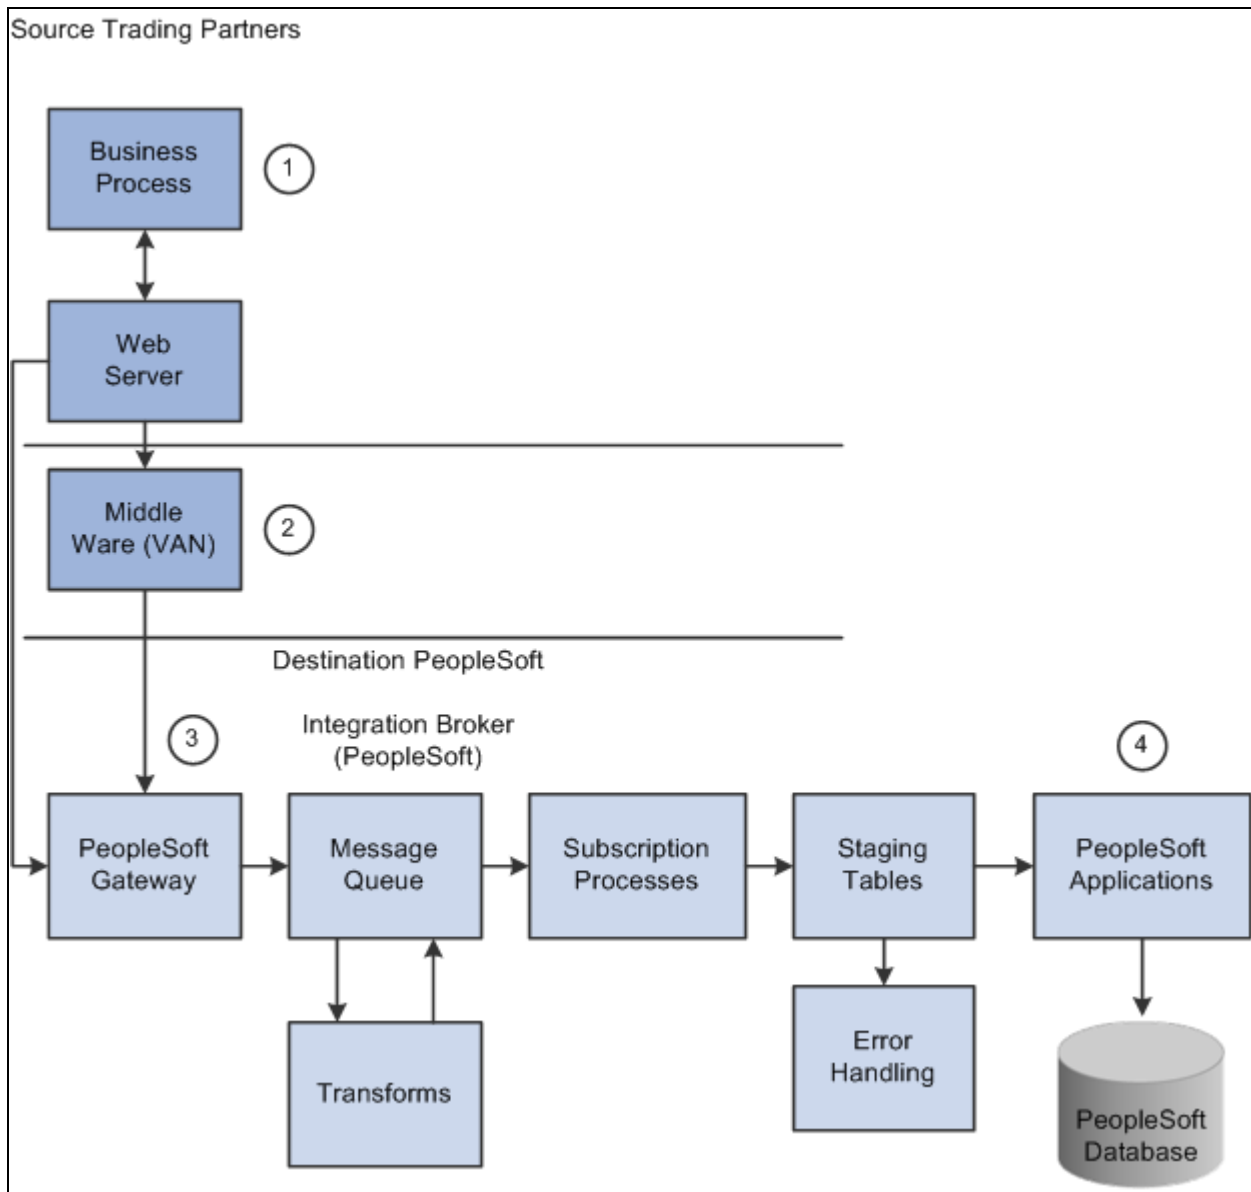 Source Trading Partners
Business
Process
1
Web
Server
Middle
Ware (VAN)
2
Destination PeopleSoft
3
Integration Broker
(PeopleSoft)
4
PeopleSoft
Gateway
Message
Queue
Subscription
Processes
Staging
Tables
PeopleSoft
Applications
Transforms
Error
Handling
PeopleSoft
Database